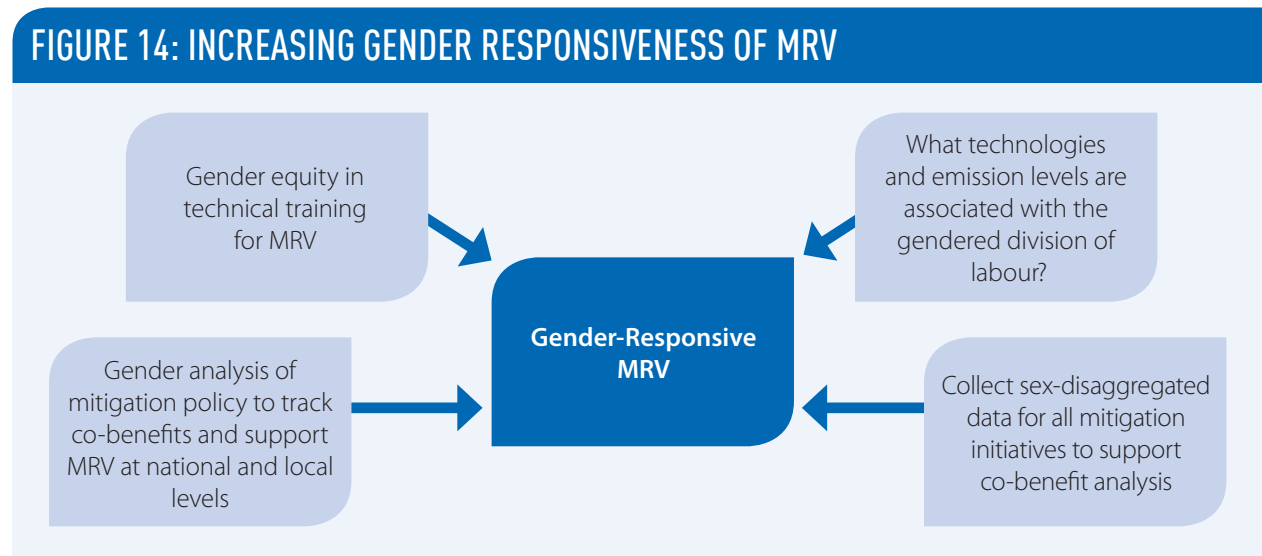 FIGURE 14: INCREASING GENDER RESPONSIVENESS OF MRV
Gender equity in
technical training
for MRV
What technologies
and emission levels are
associated with the
gendered division of
labour?
Gender-Responsive
MRV
Gender analysis of
mitigation policy to track
co-benefits and support
MRV at national and local
levels
Collect sex-disaggregated
data for all mitigation
initiatives to support
co-benefit analysis